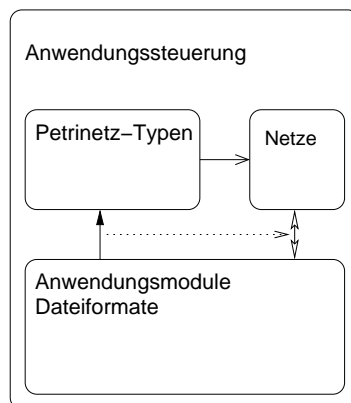 Anwendungssteuerung
Petrinetz−Typen
Netze
Anwendungsmodule
Dateiformate